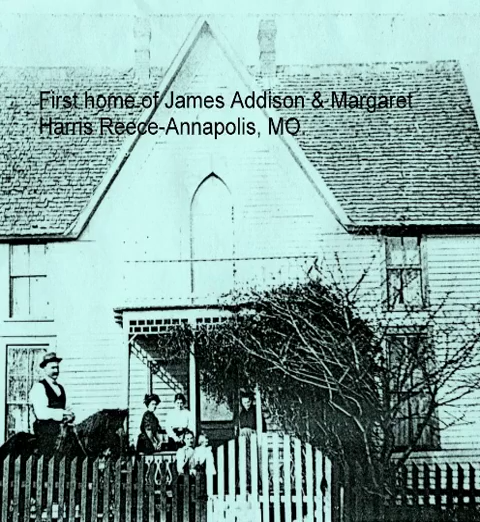 First home of James Addison & Margaret
Harris Reece-Annapolis, MO